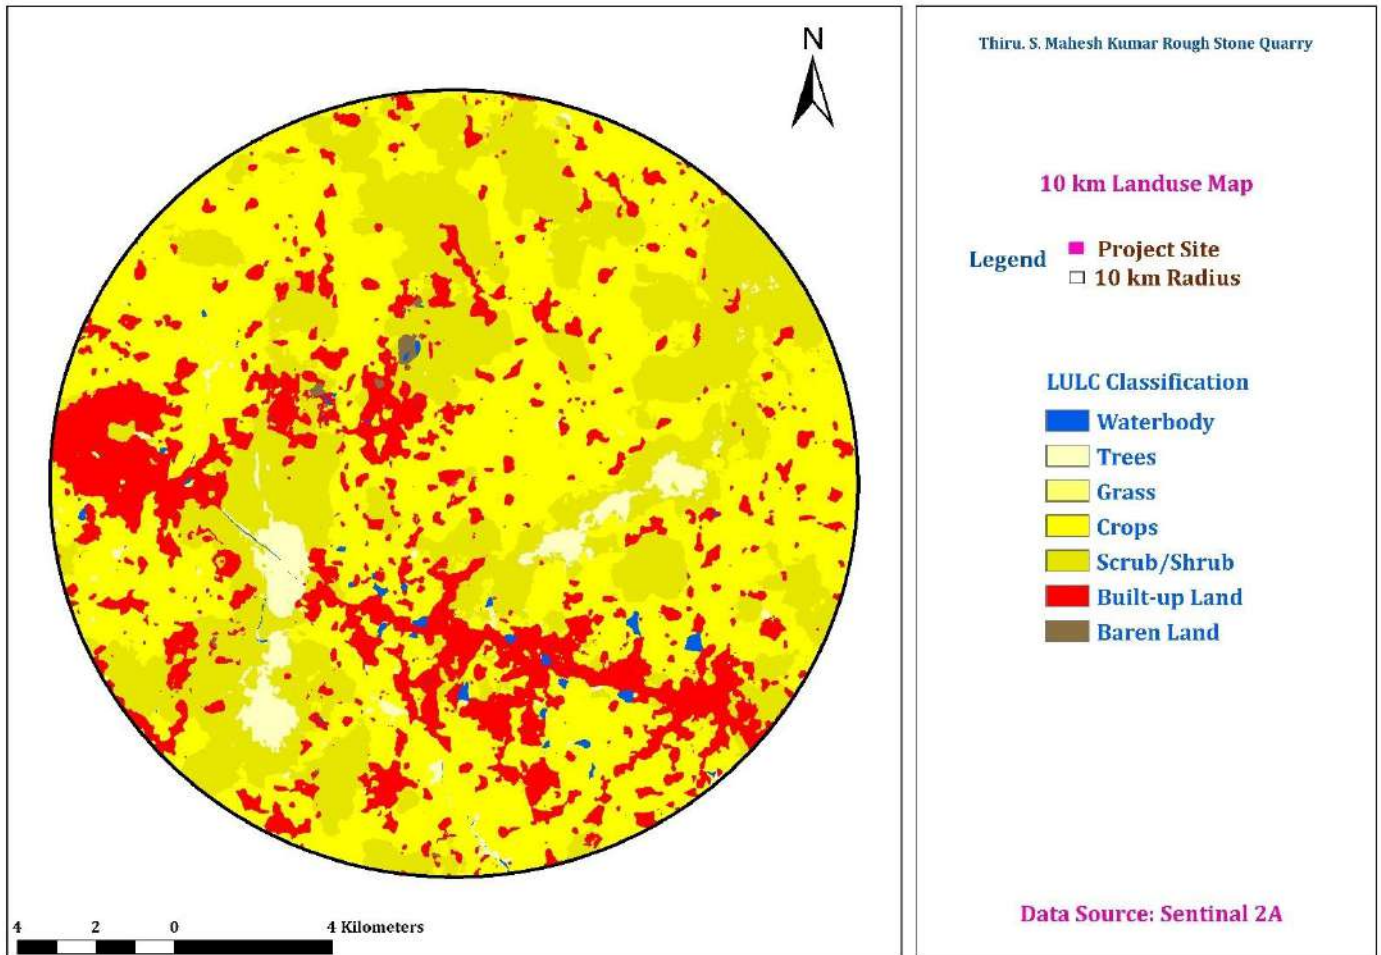 N
4 2 0 4 Kilometers
Thiru. S. Mahesh Kumar Rough Stone Quarry
10 km Landuse Map
Legend
Project Site
10 km Radius
LULC Classification
Waterbody
Trees
Grass
Crops
Scrub/Shrub
Built-up Land
Baren Land
Data Source: Sentinal 2A